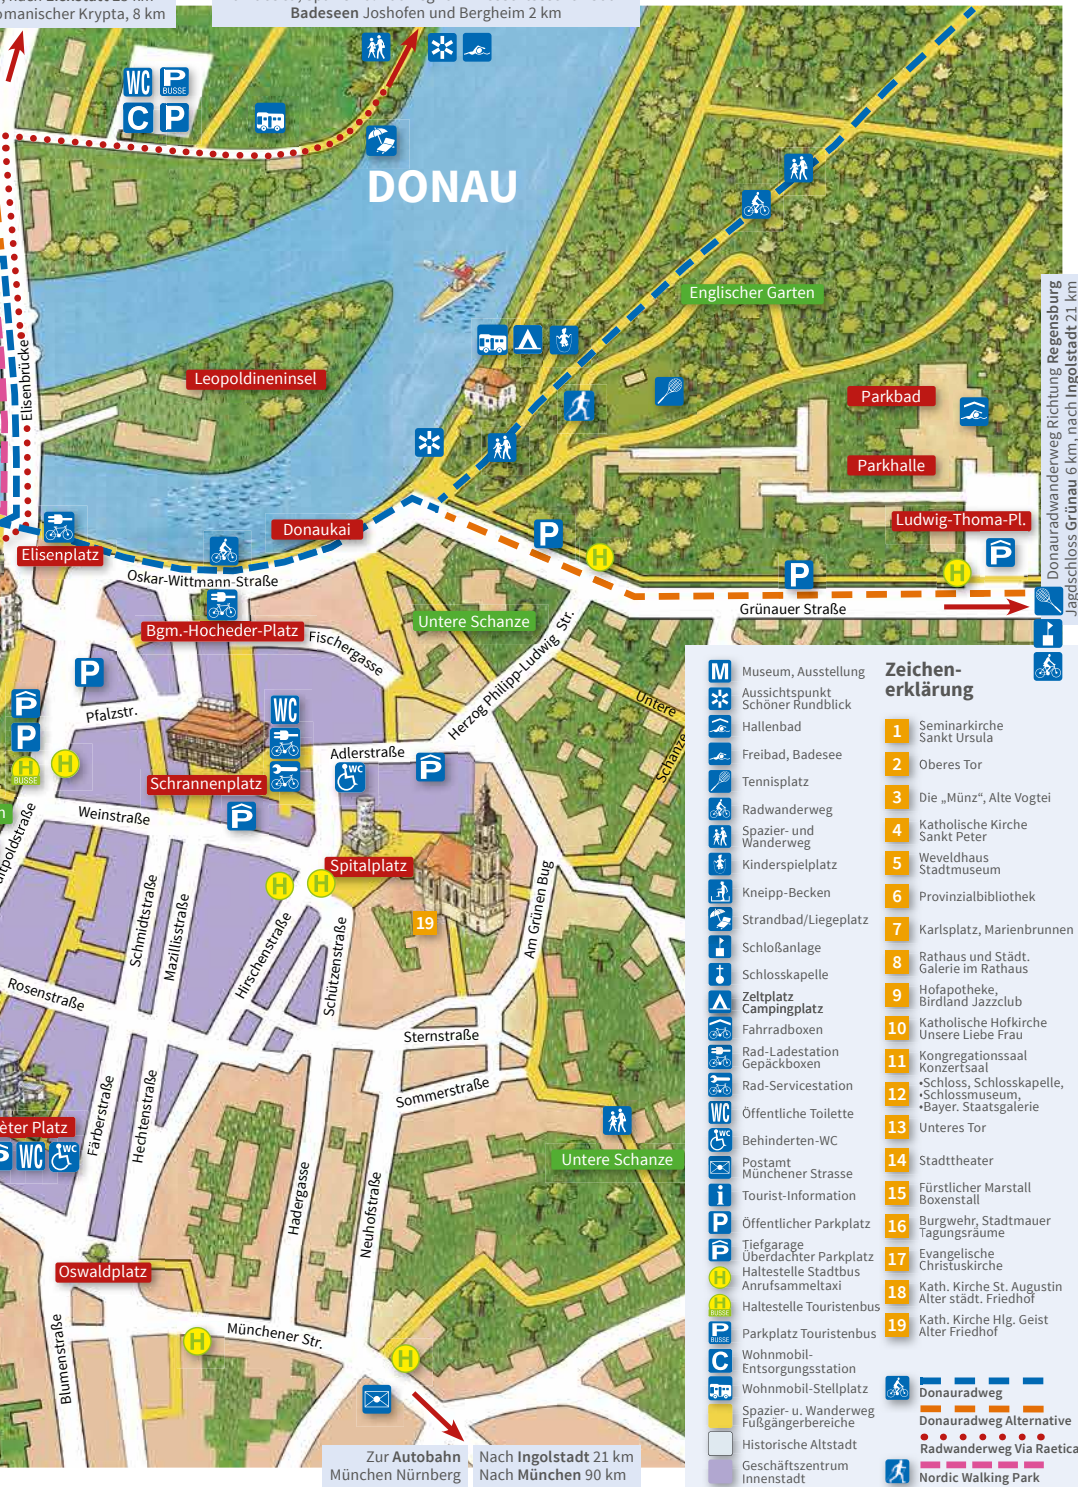 omanischer Krypta, 8 km
Badeseen Joshofen und Bergheim 2 km
WC
P
BUSSE
C
P
DONAU
Englischer Garten
Elisenbrücke
Leopoldineninsel
Parkbad
Parkhalle
Ludwig-Thoma-Pl.
Donauradwanderweg Richtung Regensburg
Jagdschloss Grünau 6 km, nach Ingolstadt 21 km
Donaukai
Elisenplatz
P
H
P
H
P
Oskar-Wittmann-Straße
Grünauer Straße
Bgm.-Hocheder-Platz
Fischergasse
Untere Schanze
Herzog Philipp-Ludwig Str.
Untere
Schanze
P
P
P
H
BUSSE
H
Pfalzstr.
WC
Adlerstraße
WC
P
Schrannenplatz
P
Weinstraße
Spitalplatz
H
H
19
Am Grünen Bug
Schmidtstraße
Mazillisstraße
Hirschenstraße
Schützenstraße
Rosenstraße
Sternstraße
Sommerstraße
Färberstraße
Hechtenstraße
WC
WC
Untere Schanze
Hadergasse
Neuhofstraße
Oswaldplatz
Blumenstraße
H
Münchener Str.
H
Zur Autobahn
München Nürnberg
Nach Ingolstadt 21 km
Nach München 90 km
M Museum, Ausstellung
Aussichtspunkt
Schöner Rundblick
Hallenbad
Freibad, Badesee
Tennisplatz
Radwanderweg
Spazier- und
Wanderweg
Kinderspielplatz
Kneipp-Becken
Strandbad/Liegeplatz
Schloßanlage
Schlosskapelle
Zeltplatz
Campingplatz
Fahrradboxen
Rad-Ladestation
Gepäckboxen
Rad-Servicestation
WC Öffentliche Toilette
WC Behinderten-WC
Postamt
Münchener Strasse
i Tourist-Information
P Öffentlicher Parkplatz
P Tiefgarage
Überdachter Parkplatz
H Haltestelle Stadtbus
Anrufsammeltaxi
H BUSSE Haltestelle Touristenbus
P BUSSE Parkplatz Touristenbus
C Wohnmobil-
Entsorgungsstation
Wohnmobil-Stellplatz
Spazier- u. Wanderweg
Fußgängerbereiche
Historische Altstadt
Geschäftszentrum
Innenstadt
Zeichen-
erklärung
1 Seminarkirche
Sankt Ursula
2 Oberes Tor
3 Die „Münz“, Alte Vogtei
4 Katholische Kirche
Sankt Peter
5 Weveldhaus
Stadtmuseum
6 Provinzialbibliothek
7 Karlsplatz, Marienbrunnen
8 Rathaus und Städt.
Galerie im Rathaus
9 Hofapotheke,
Birdland Jazzclub
10 Katholische Hofkirche
Unsere Liebe Frau
11 Kongregationssaal
Konzertsaal
12 •Schloss, Schlosskapelle,
•Schlossmuseum,
•Bayer. Staatsgalerie
13 Unteres Tor
14 Stadttheater
15 Fürstlicher Marstall
Boxenstall
16 Burgwehr, Stadtmauer
Tagungsräume
17 Evangelische
Christuskirche
18 Kath. Kirche St. Augustin
Alter städt. Friedhof
19 Kath. Kirche Hlg. Geist
Alter Friedhof
Donauradweg
Donauradweg Alternative
Radwanderweg Via Raetica
Nordic Walking Park